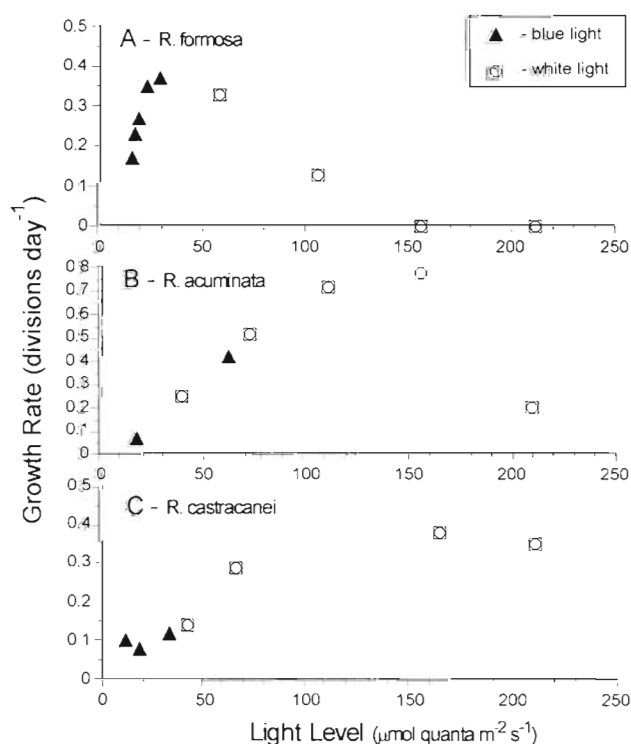 A - R. formosa
- blue light
- white light
0.5
0.4
0.3
0.2
0.1
0
0 50 100 150 200 250
B - R. acuminata
0.8
0.7
0.6
0.5
0.4
0.3
0.2
0.1
0
0 50 100 150 200 250
C - R. castracanei
0.5
0.4
0.3
0.2
0.1
0
0 50 100 150 200 250
Growth Rate (divisions day⁻¹)
Light Level (μmol quanta m⁻² s⁻¹)